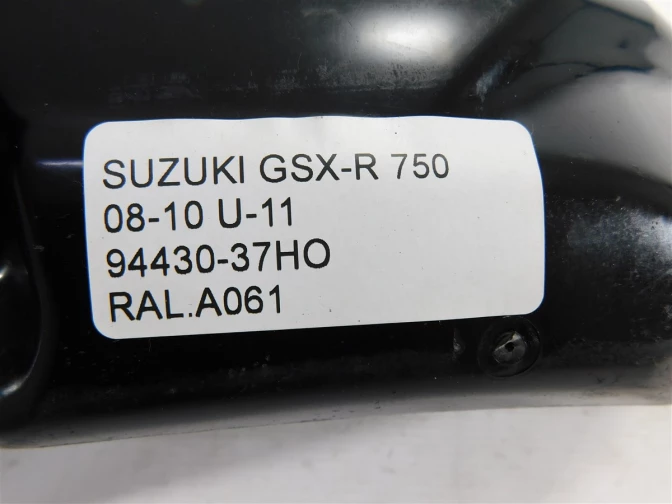 SUZUKI GSX-R 750
08-10 U-11
94430-37HO
RAL.A061